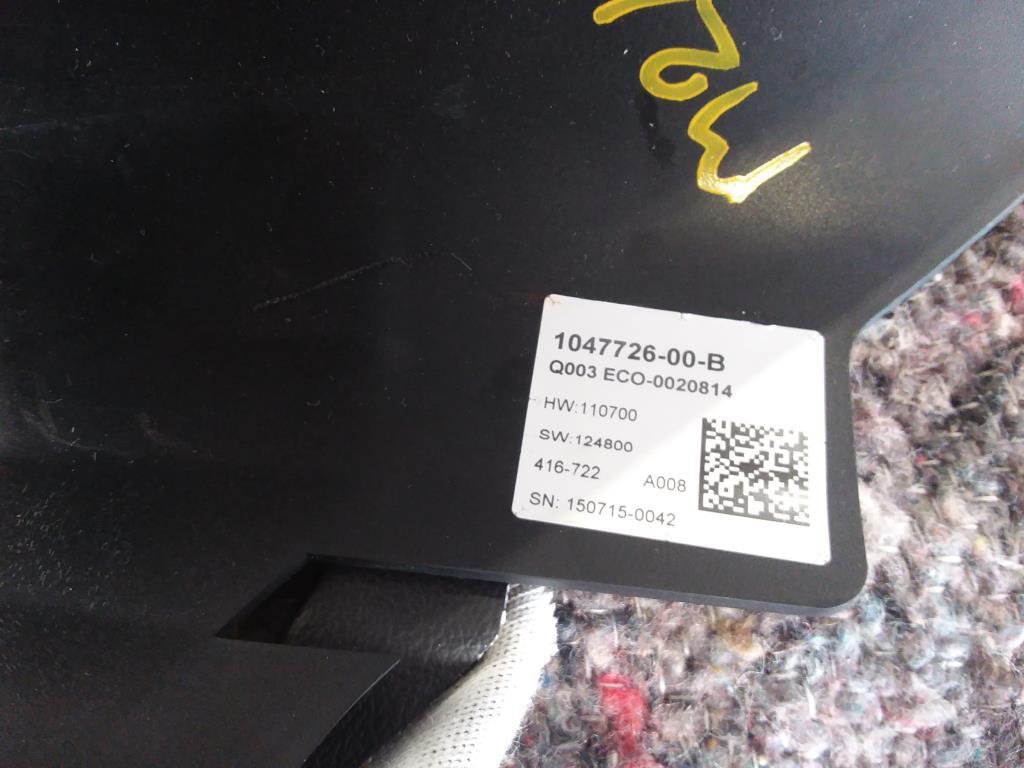 1047726-00-B
Q003 ECO-0020814
HW:110700
SW:124800
416-722 A008
SN: 150715-0042